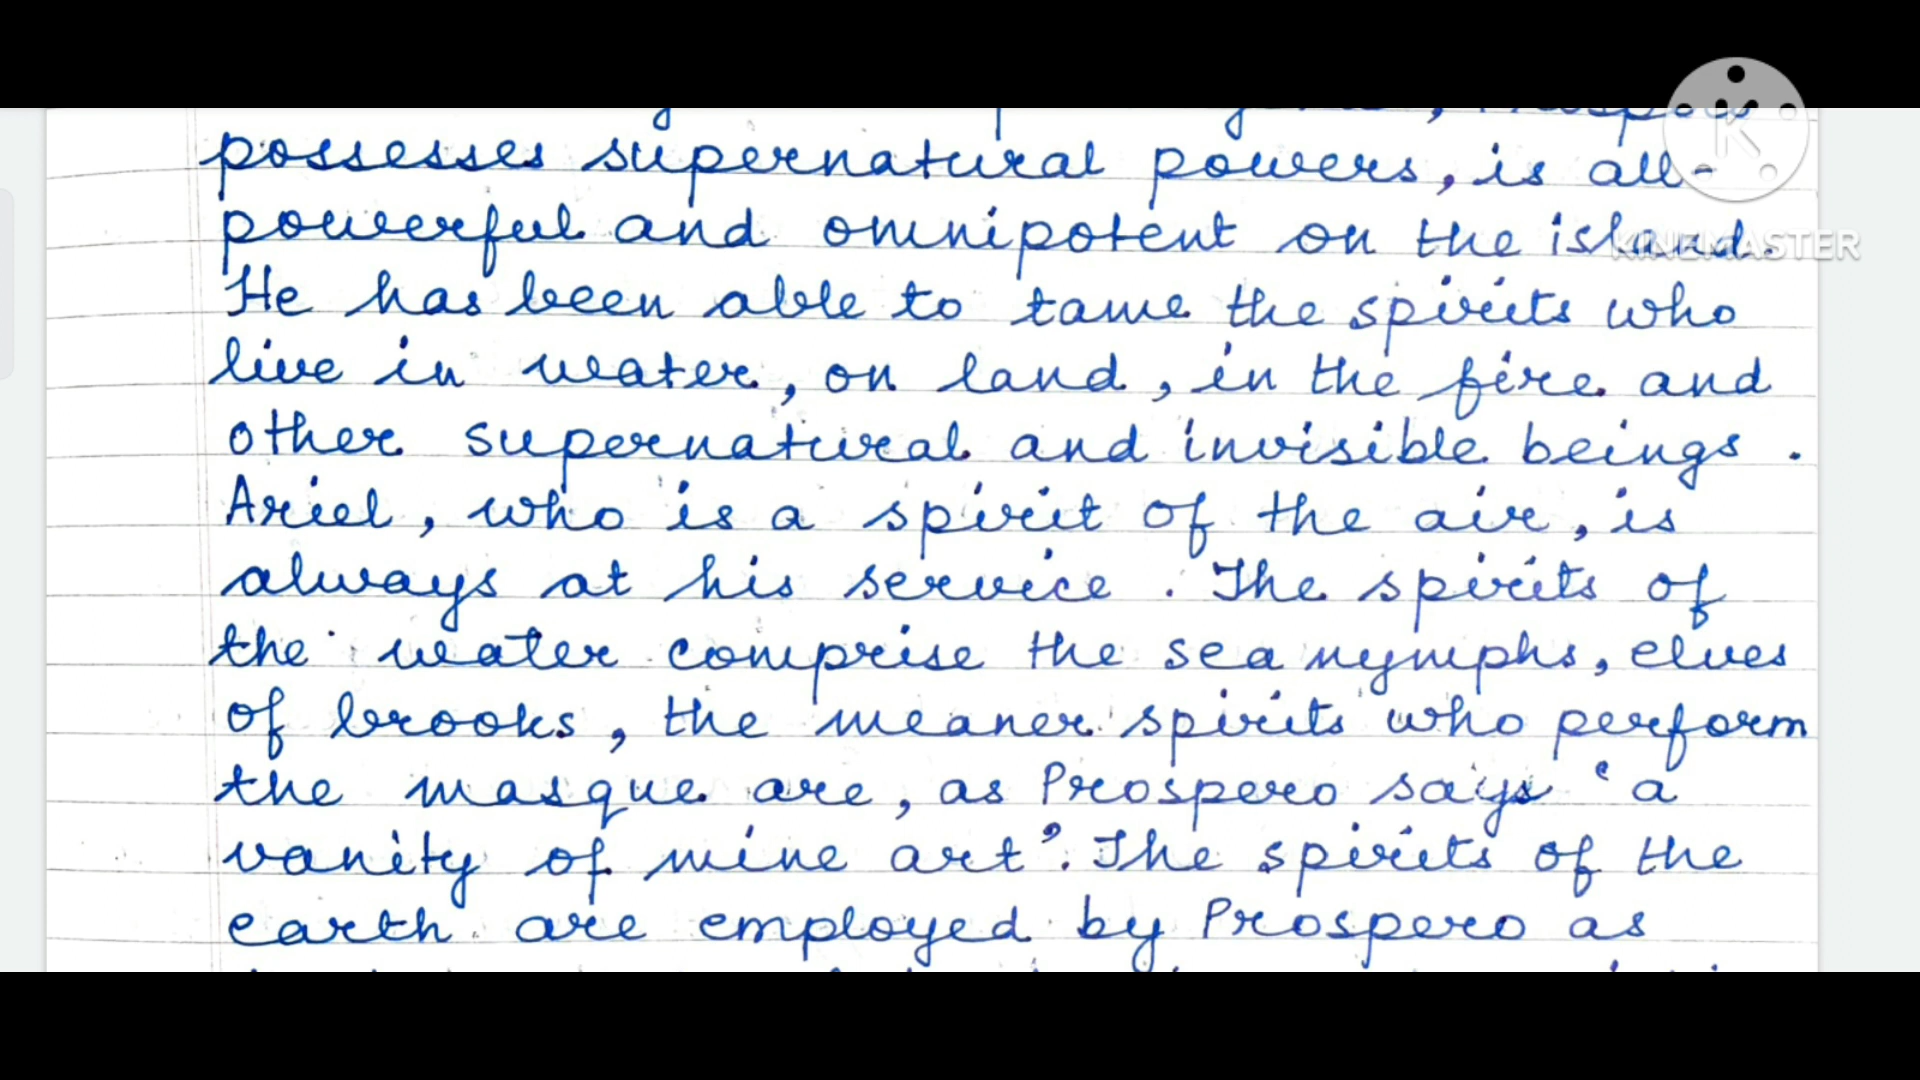 possesses supernatural powers, is all-
powerful and omnipotent on the island.
He has been able to tame the spirits who
live in water, on land, in the fire and
other supernatural and invisible beings.
Ariel, who is a spirit of the air, is
always at his service. The spirits of
the water comprise the sea nymphs, elves
of brooks, the meaner spirits who perform
the masque are, as Prospero says 'a
vanity of mine art'. The spirits of the
earth are employed by Prospero as
K
KINEMASTER